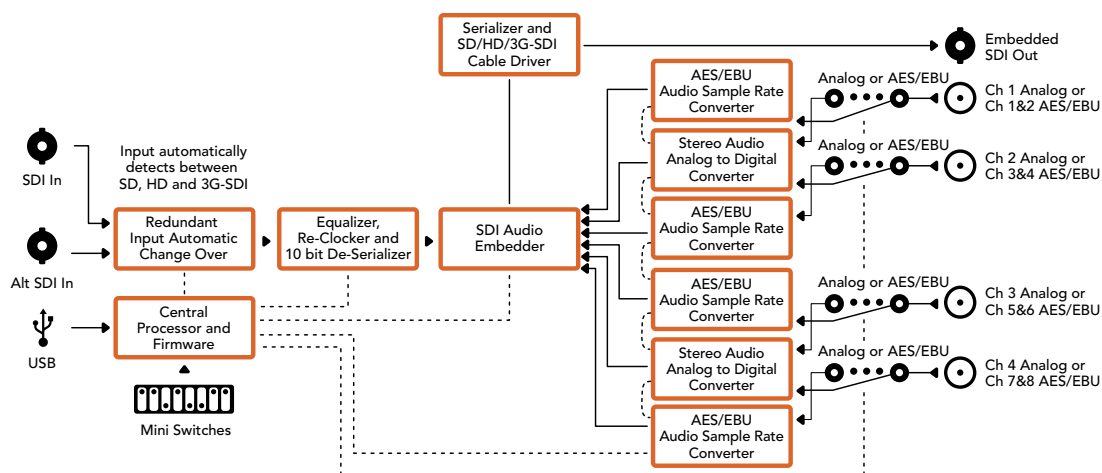 Serializer and
SD/HD/3G-SDI
Cable Driver
Embedded
SDI Out
AES/EBU
Audio Sample Rate
Converter
Analog or AES/EBU
Ch 1 Analog or
Ch 1&2 AES/EBU
SDI In
Input automatically
detects between
SD, HD and 3G-SDI
Stereo Audio
Analog to Digital
Converter
Analog or AES/EBU
Ch 2 Analog or
Ch 3&4 AES/EBU
Alt SDI In
Redundant
Input Automatic
Change Over
Equalizer,
Re-Clocker and
10 bit De-Serializer
SDI Audio
Embedder
AES/EBU
Audio Sample Rate
Converter
USB
Central
Processor and
Firmware
AES/EBU
Audio Sample Rate
Converter
Analog or AES/EBU
Ch 3 Analog or
Ch 5&6 AES/EBU
Mini Switches
Stereo Audio
Analog to Digital
Converter
Analog or AES/EBU
Ch 4 Analog or
Ch 7&8 AES/EBU
AES/EBU
Audio Sample Rate
Converter